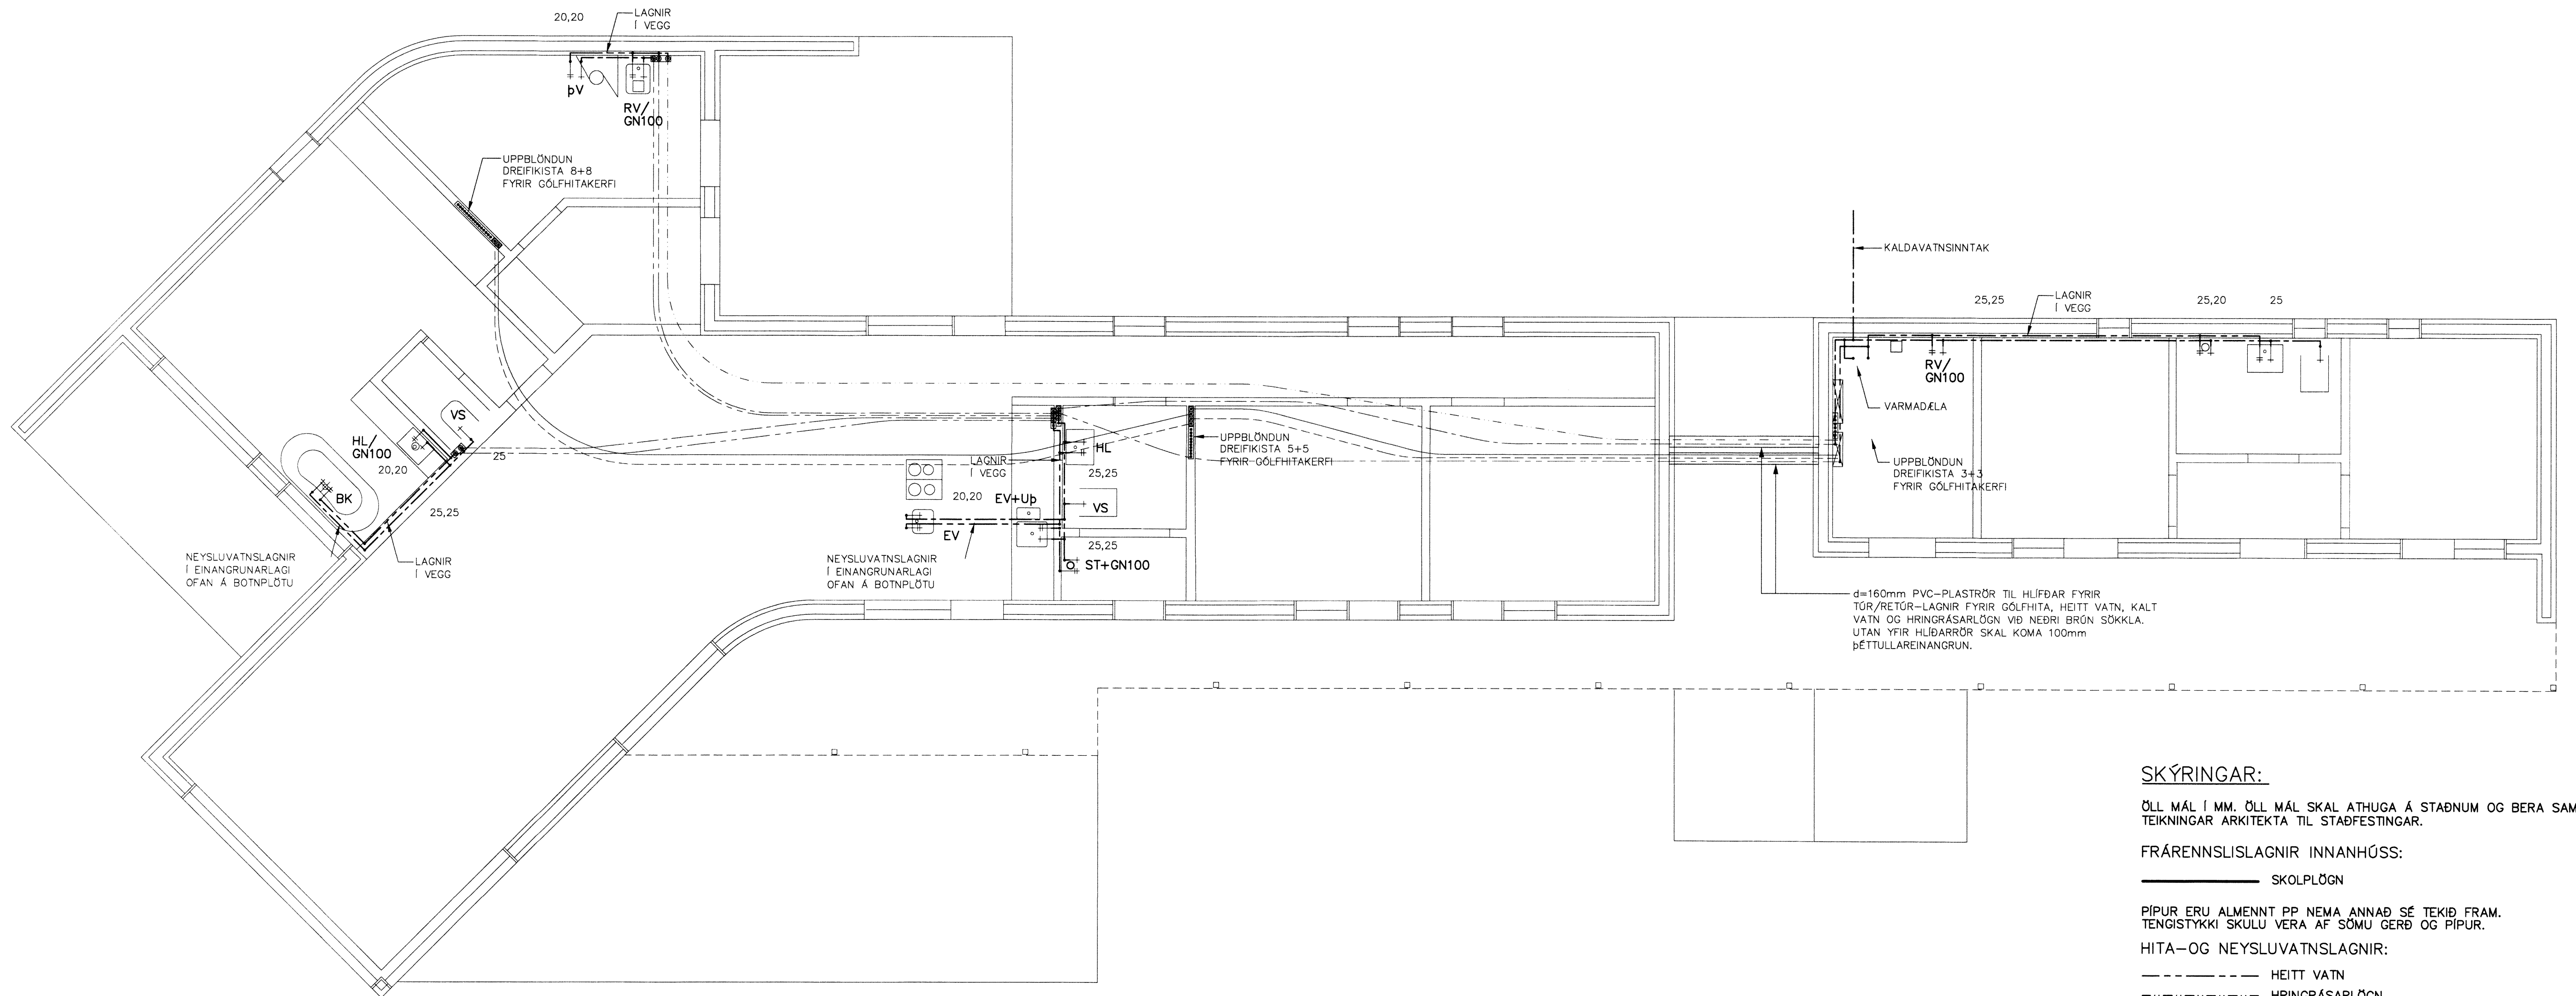 20,20
LAGNIR
Í VEGG
ÞV
RV/
GN100
UPPBLÖNDUN
DREIFIKISTA 8+8
FYRIR GÓLFHITAKERFI
KALDAVATNSINNTAK
25,25
LAGNIR
Í VEGG
25,20
25
RV/
GN100
VARMADÆLA
UPPBLÖNDUN
DREIFIKISTA 3+3
FYRIR GÓLFHITAKERFI
VS
HL/
GN100
20,20
25
BK
25,25
NEYSLUVATNSLAGNIR
Í EINANGRUNARLAGI
OFAN Á BOTNPLÖTU
LAGNIR
Í VEGG
LAGNIR
Í VEGG
HL
25,25
UPPBLÖNDUN
DREIFIKISTA 5+5
FYRIR GÓLFHITAKERFI
20,20
EV+UÞ
VS
EV
25,25
ST+GN100
NEYSLUVATNSLAGNIR
Í EINANGRUNARLAGI
OFAN Á BOTNPLÖTU
d=160mm PVC-PLASTRÖR TIL HLÍFÐAR FYRIR
TÚR/RETÚR-LAGNIR FYRIR GÓLFHITA, HEITT VATN, KALT
VATN OG HRINGRÁSARLÖGN VIÐ NEÐRI BRÚN SÖKKLA.
UTAN YFIR HLÍÐARRÖR SKAL KOMA 100mm
ÞÉTTULLAREINANGRUN.
SKÝRINGAR:
ÖLL MÁL Í MM. ÖLL MÁL SKAL ATHUGA Á STAÐNUM OG BERA SAM
TEIKNINGAR ARKITEKTA TIL STAÐFESTINGAR.
FRÁRENNSLISLAGNIR INNANHÚSS:
SKOLPLÖGN
PÍPUR ERU ALMENNT PP NEMA ANNAÐ SÉ TEKIÐ FRAM.
TENGISTYKKI SKULU VERA AF SÖMU GERÐ OG PÍPUR.
HITA-OG NEYSLUVATNSLAGNIR:
HEITT VATN
HRINGRÁSARLÖGN